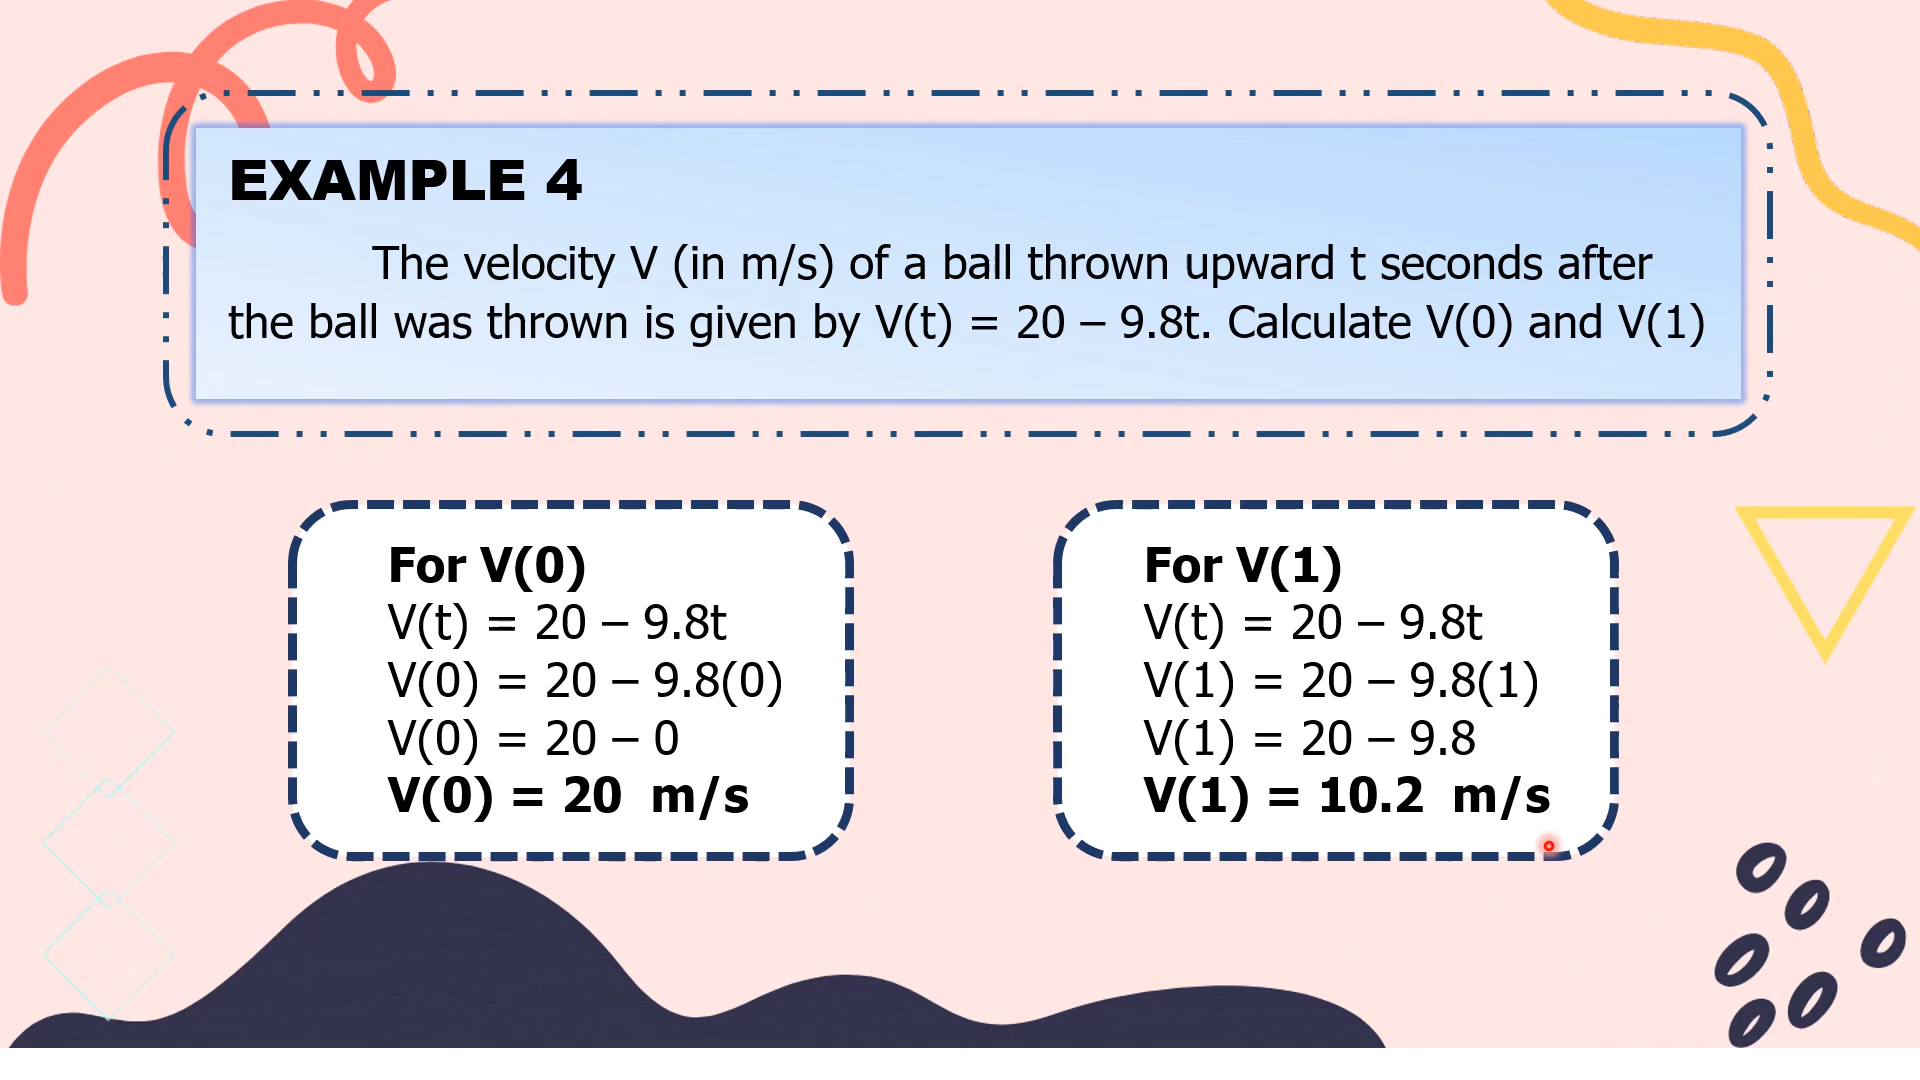 EXAMPLE 4
The velocity V (in m/s) of a ball thrown upward t seconds after
the ball was thrown is given by V(t) = 20 – 9.8t. Calculate V(0) and V(1)
For V(0)
V(t) = 20 – 9.8t
V(0) = 20 – 9.8(0)
V(0) = 20 – 0
V(0) = 20 m/s
For V(1)
V(t) = 20 – 9.8t
V(1) = 20 – 9.8(1)
V(1) = 20 – 9.8
V(1) = 10.2 m/s